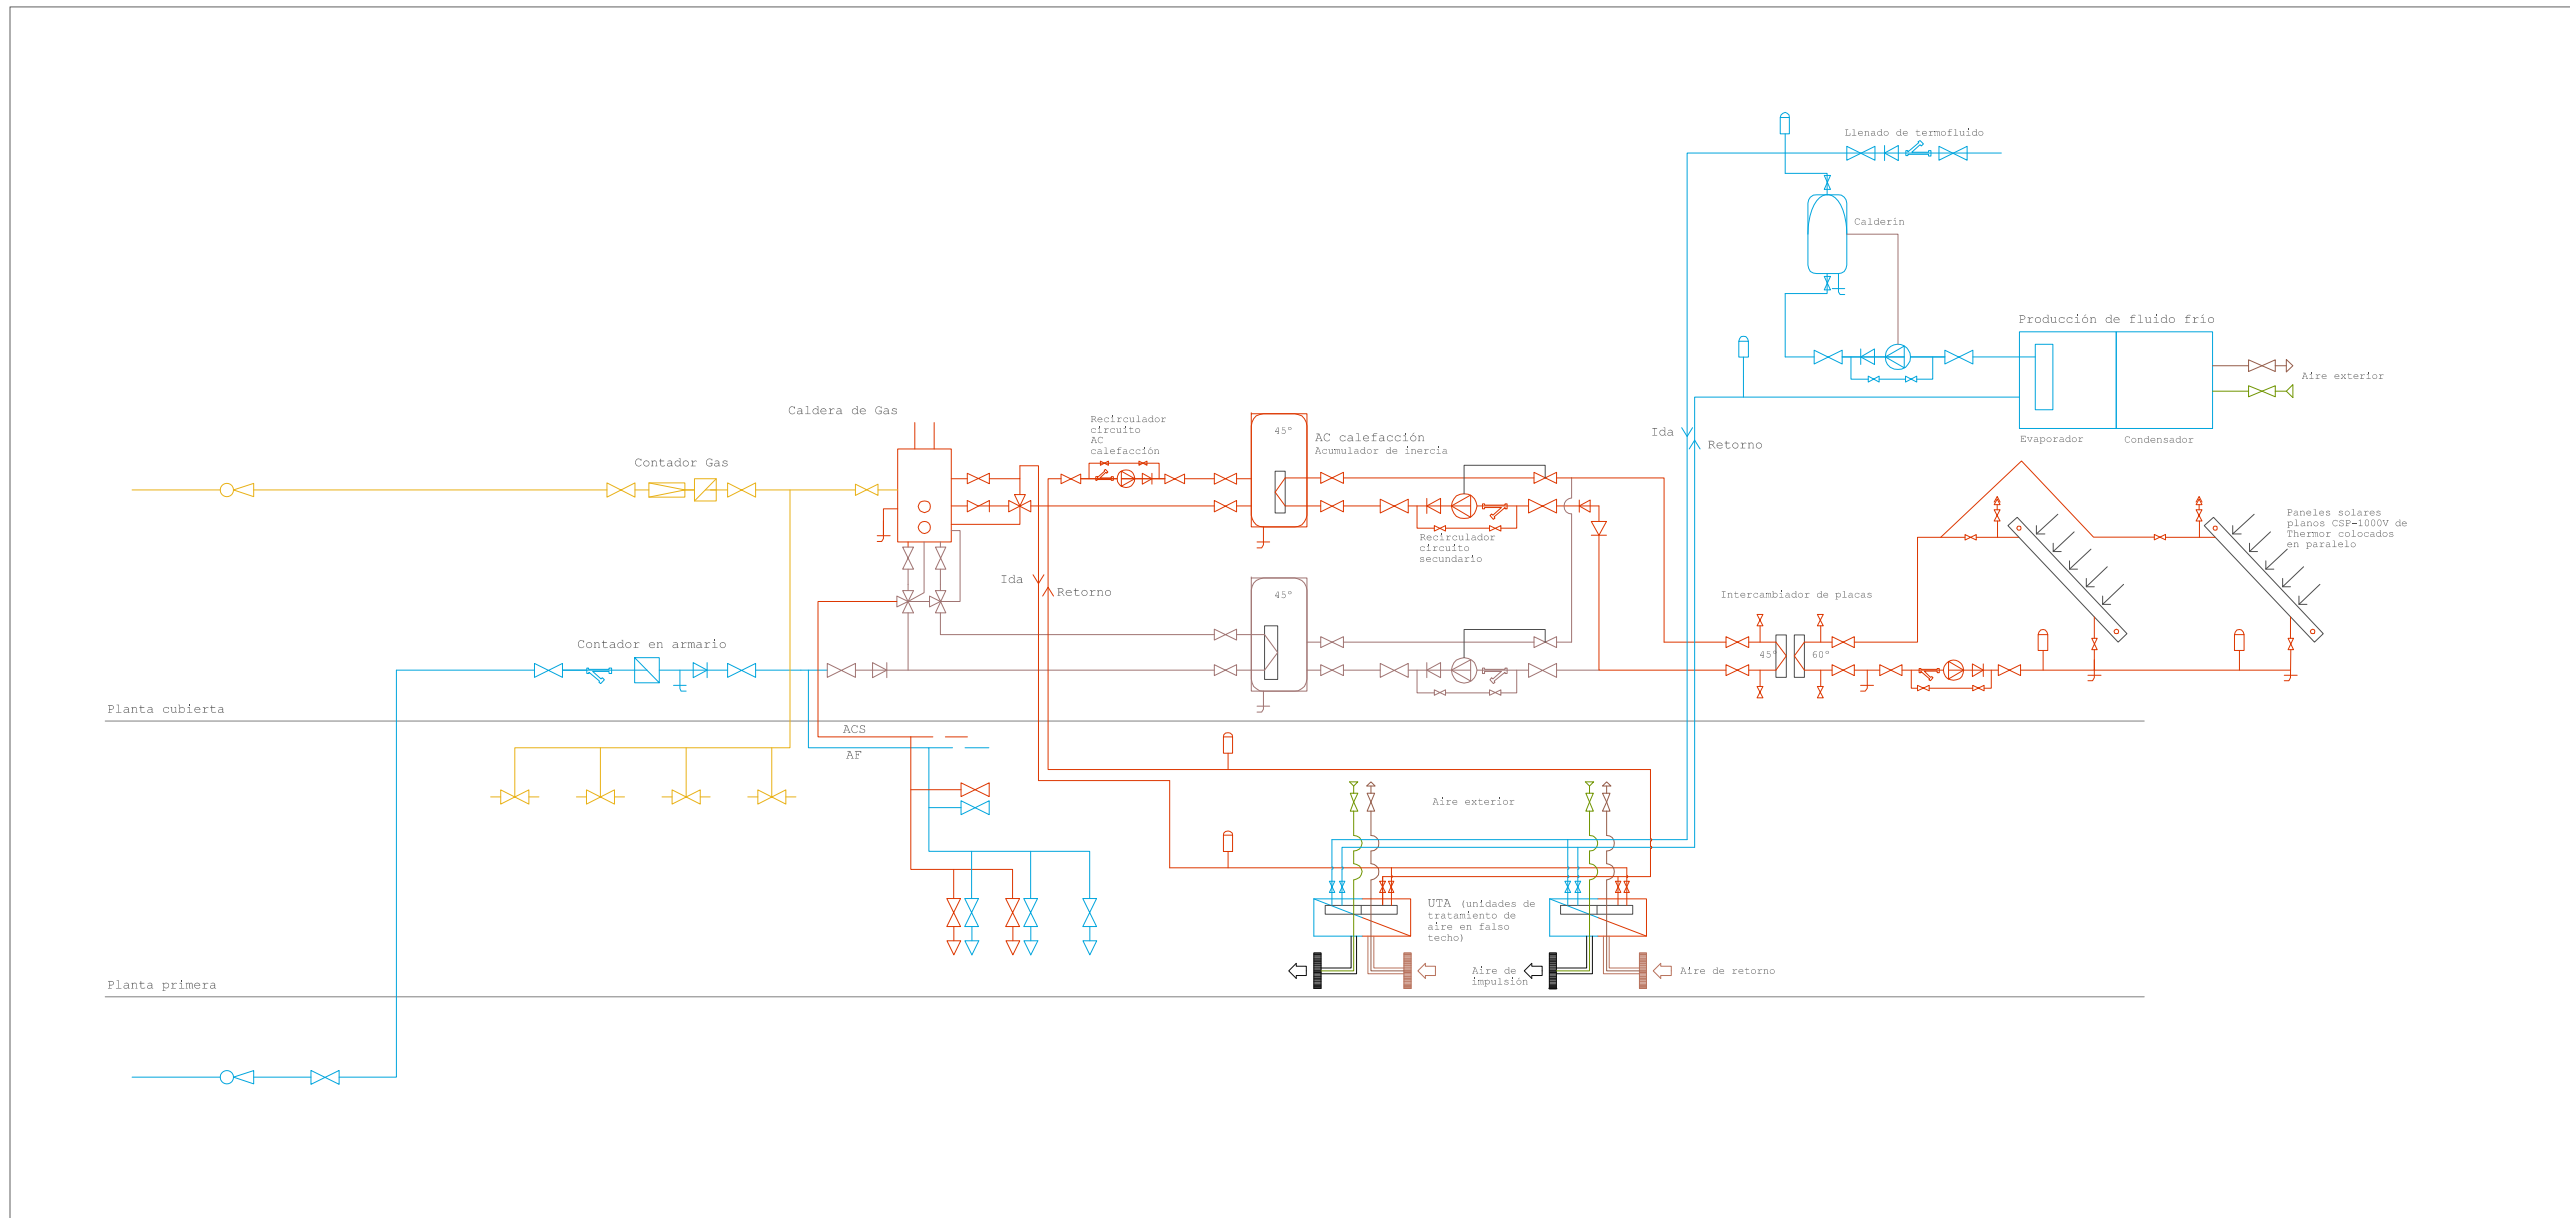 Llenado de termofluido
Calderín
Producción de fluido frío
Aire exterior
Evaporador
Condensador
Ida
Retorno
Caldera de Gas
Recirculador
circuito
AC
calefacción
45º
AC calefacción
Acumulador de inercia
Contador Gas
Recirculador
circuito
secundario
Paneles solares
planos CSP-1000V de
Thermor colocados
en paralelo
Ida
Retorno
45º
Intercambiador de placas
45º
60º
Contador en armario
Planta cubierta
ACS
AF
Aire exterior
UTA (unidades de
tratamiento de
aire en falso
techo)
Aire de
impulsión
Aire de retorno
Planta primera